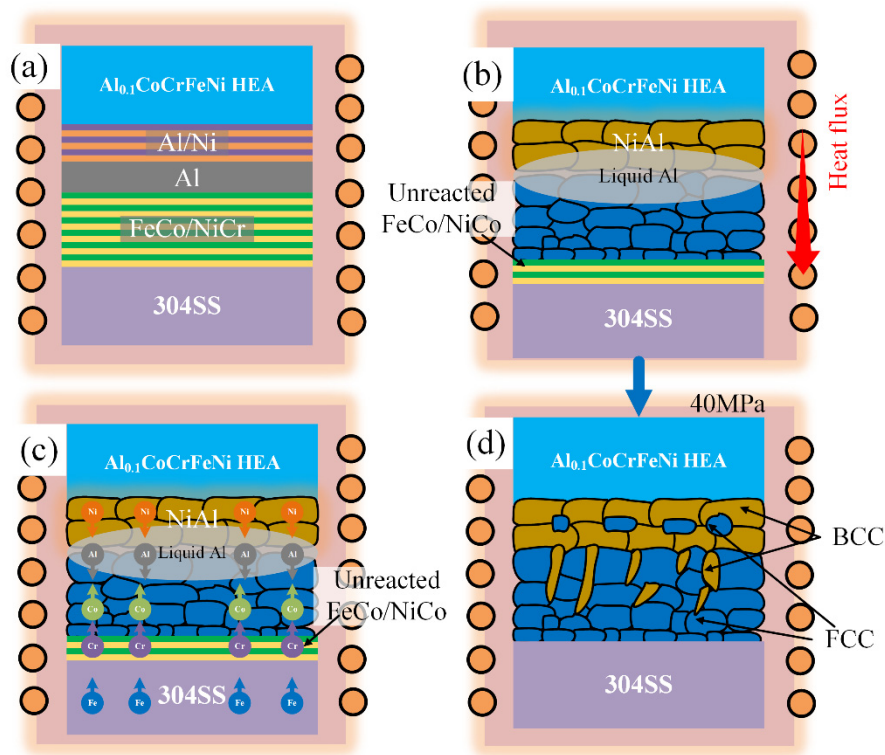 (a)
Al₀.₁CoCrFeNi HEA
Al/Ni
Al
FeCo/NiCr
304SS
(b)
Al₀.₁CoCrFeNi HEA
NiAl
Liquid Al
Unreacted
FeCo/NiCo
304SS
Heat flux
40MPa
(c)
Al₀.₁CoCrFeNi HEA
Ni Ni Ni Ni
NiAl
Liquid Al
Al Al Al Al
Unreacted
FeCo/NiCo
Co Co Co Co
Cr Cr Cr Cr
304SS
Fe Fe Fe Fe
(d)
Al₀.₁CoCrFeNi HEA
BCC
FCC
304SS